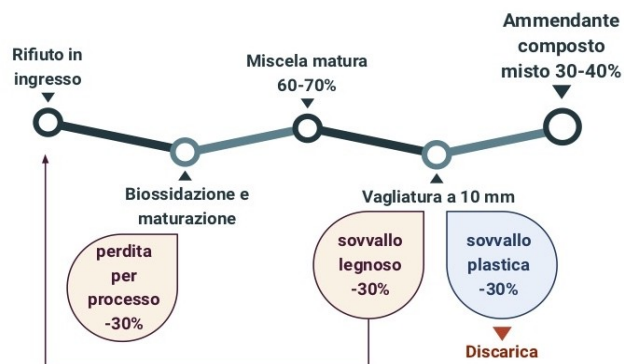 Rifiuto in
ingresso
Biossidazione e
maturazione
perdita
per
processo
-30%
Miscela matura
60-70%
Vagliatura a 10 mm
sovvallo
legnoso
-30%
sovvallo
plastica
-30%
Discarica
Ammendante
composto
misto 30-40%